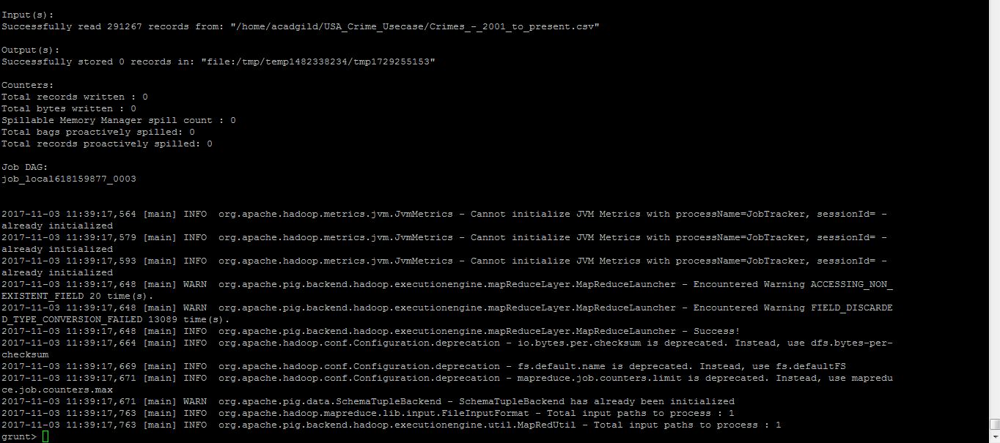 Input(s):
Successfully read 291267 records from: "/home/acadgild/USA_Crime_Usecase/Crimes_-_2001_to_present.csv"
Output(s):
Successfully stored 0 records in: "file:/tmp/temp1482338234/tmp1729255153"
Counters:
Total records written : 0
Total bytes written : 0
Spillable Memory Manager spill count : 0
Total bags proactively spilled: 0
Total records proactively spilled: 0
Job DAG:
job_local618159877_0003
2017-11-03 11:39:17,564 [main] INFO  org.apache.hadoop.metrics.jvm.JvmMetrics - Cannot initialize JVM Metrics with processName=JobTracker, sessionId= -
already initialized
2017-11-03 11:39:17,579 [main] INFO  org.apache.hadoop.metrics.jvm.JvmMetrics - Cannot initialize JVM Metrics with processName=JobTracker, sessionId= -
already initialized
2017-11-03 11:39:17,593 [main] INFO  org.apache.hadoop.metrics.jvm.JvmMetrics - Cannot initialize JVM Metrics with processName=JobTracker, sessionId= -
already initialized
2017-11-03 11:39:17,648 [main] WARN  org.apache.pig.backend.hadoop.executionengine.mapReduceLayer.MapReduceLauncher - Encountered Warning ACCESSING_NON_
EXISTENT_FIELD 20 time(s).
2017-11-03 11:39:17,648 [main] WARN  org.apache.pig.backend.hadoop.executionengine.mapReduceLayer.MapReduceLauncher - Encountered Warning FIELD_DISCARDE
D_TYPE_CONVERSION_FAILED 13089 time(s).
2017-11-03 11:39:17,648 [main] INFO  org.apache.pig.backend.hadoop.executionengine.mapReduceLayer.MapReduceLauncher - Success!
2017-11-03 11:39:17,664 [main] INFO  org.apache.hadoop.conf.Configuration.deprecation - io.bytes.per.checksum is deprecated. Instead, use dfs.bytes-per-
checksum
2017-11-03 11:39:17,669 [main] INFO  org.apache.hadoop.conf.Configuration.deprecation - fs.default.name is deprecated. Instead, use fs.defaultFS
2017-11-03 11:39:17,671 [main] INFO  org.apache.hadoop.conf.Configuration.deprecation - mapreduce.job.counters.limit is deprecated. Instead, use mapredu
ce.job.counters.max
2017-11-03 11:39:17,671 [main] WARN  org.apache.pig.data.SchemaTupleBackend - SchemaTupleBackend has already been initialized
2017-11-03 11:39:17,763 [main] INFO  org.apache.hadoop.mapreduce.lib.input.FileInputFormat - Total input paths to process : 1
2017-11-03 11:39:17,763 [main] INFO  org.apache.pig.backend.hadoop.executionengine.util.MapRedUtil - Total input paths to process : 1
grunt>